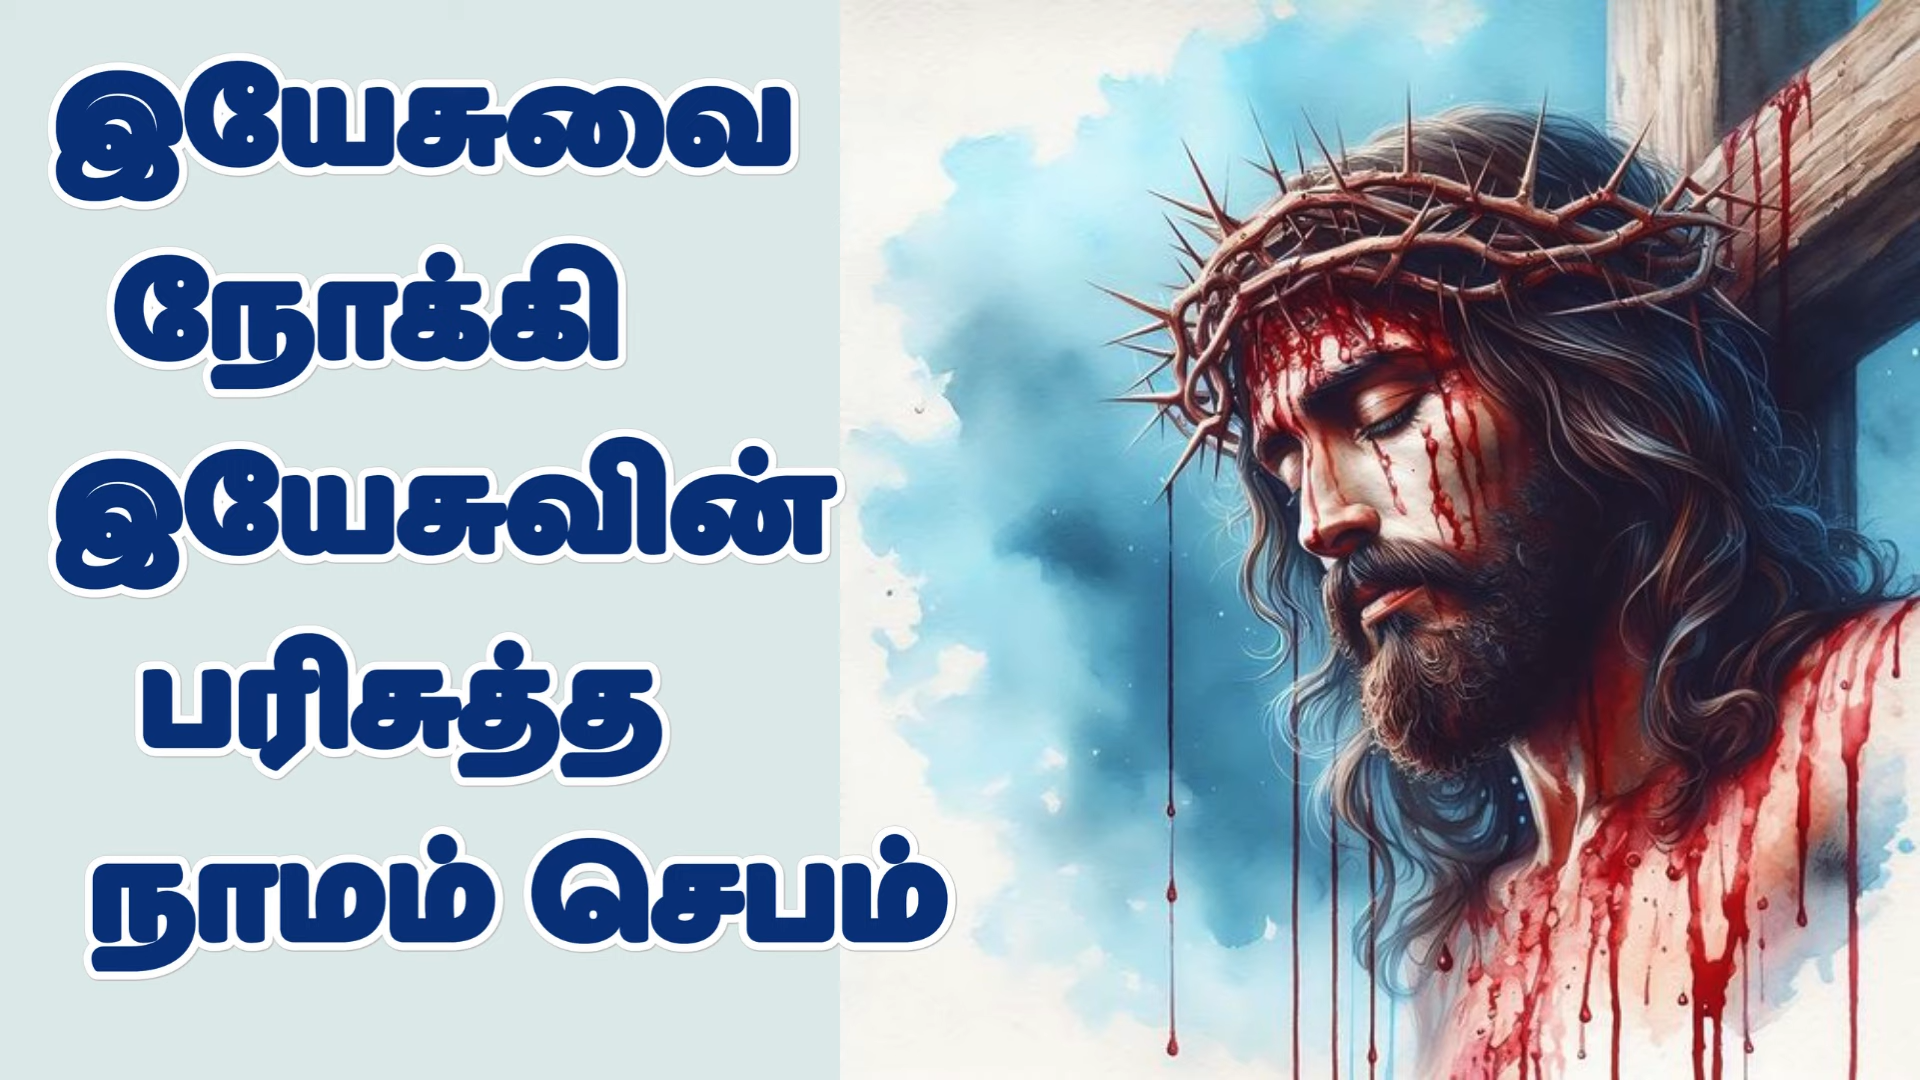 இயேசுவை
நோக்கி
இயேசுவின்
பரிசுத்த
நாமம் செபம்